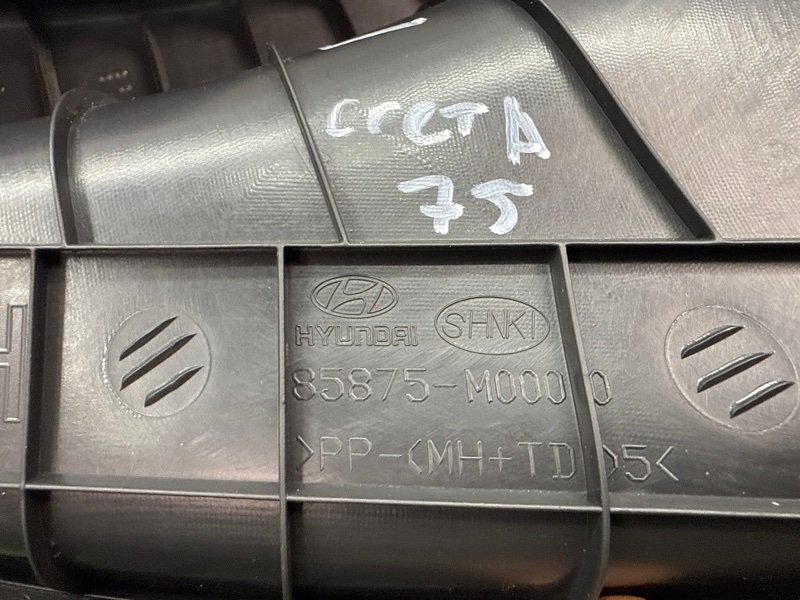 creTA
75
HYUNDAI
SHNKI
85875-M0000
>PP-(MH+TD)5<